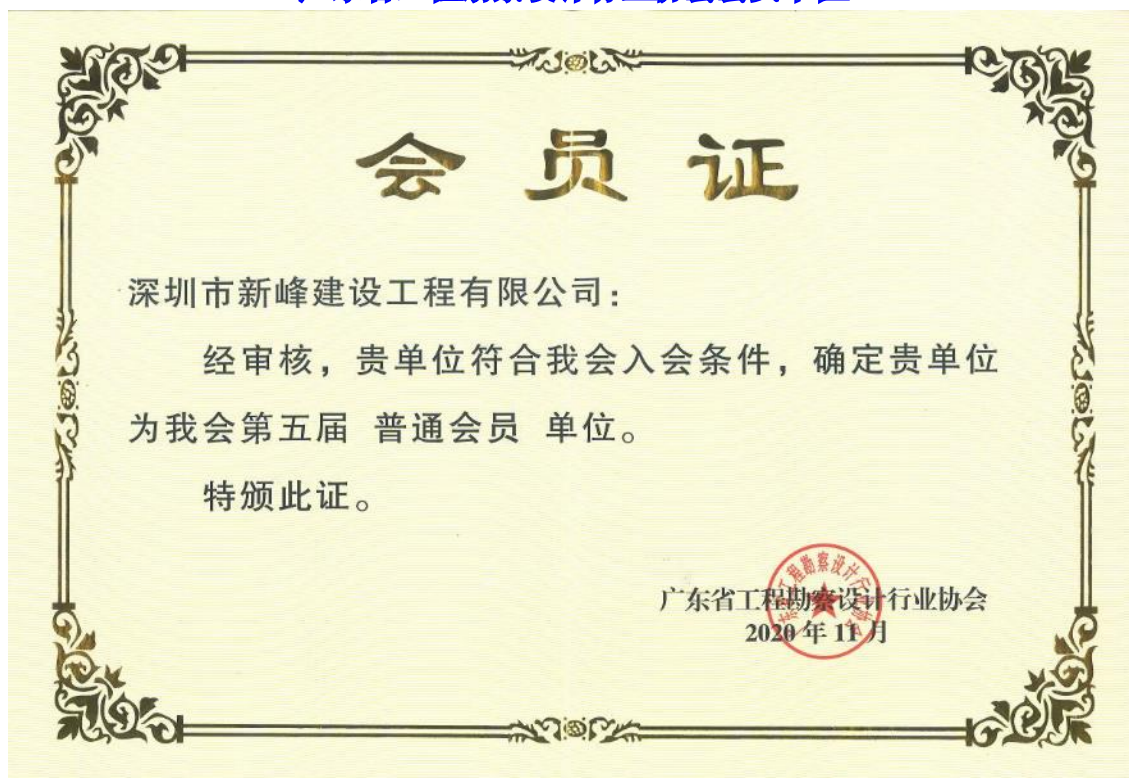 会员证
深圳市新峰建设工程有限公司：
经审核，贵单位符合我会入会条件，确定贵单位
为我会第五届 普通会员 单位。
特颁此证。
广东省工程勘察设计行业协会
2020年11月